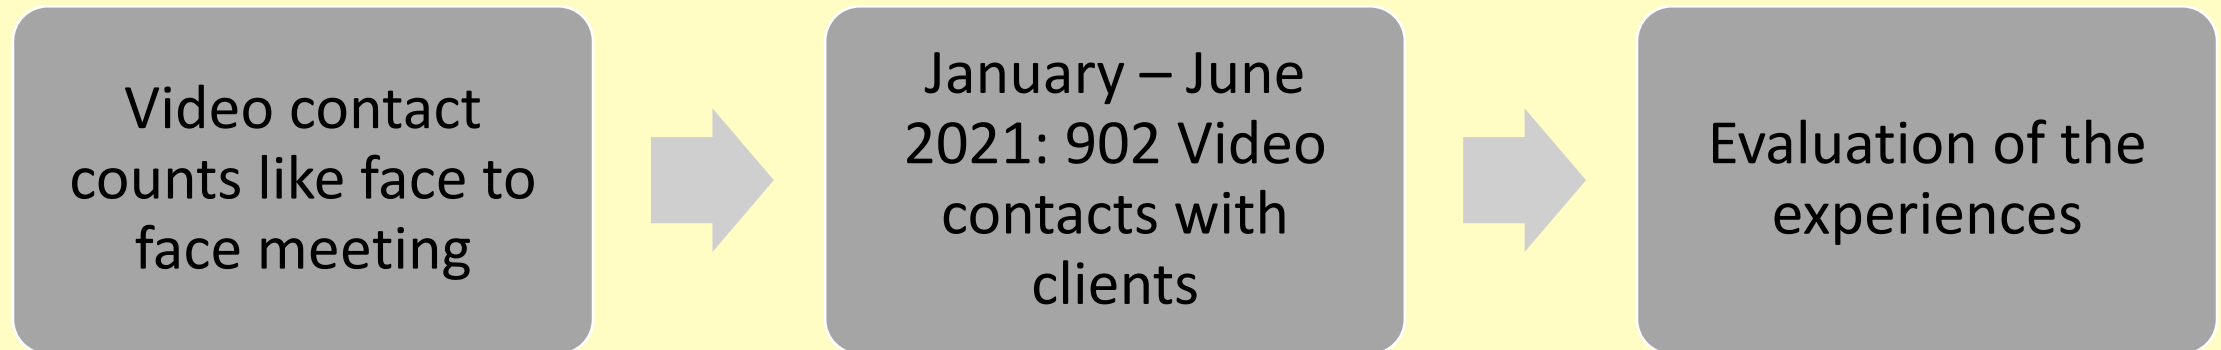 Video contact
counts like face to
face meeting
January – June
2021: 902 Video
contacts with
clients
Evaluation of the
experiences